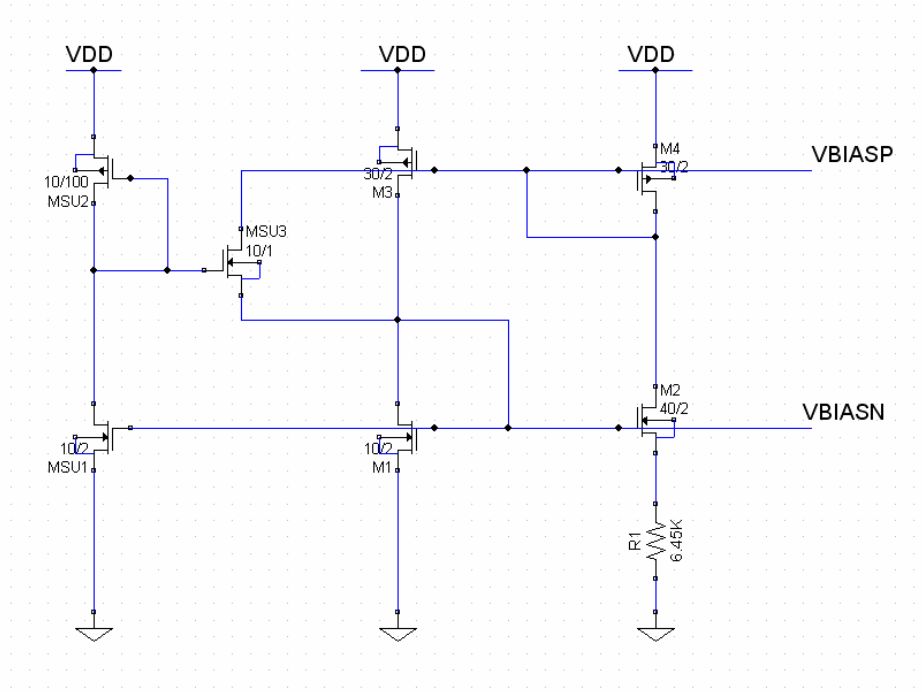 VDD
VDD
VDD
M4
30/2
VBIASP
30/2
M3
10/100
MSU2
MSU3
10/1
M2
40/2
VBIASN
10/2
MSU1
10/2
M1
R1
6.45K